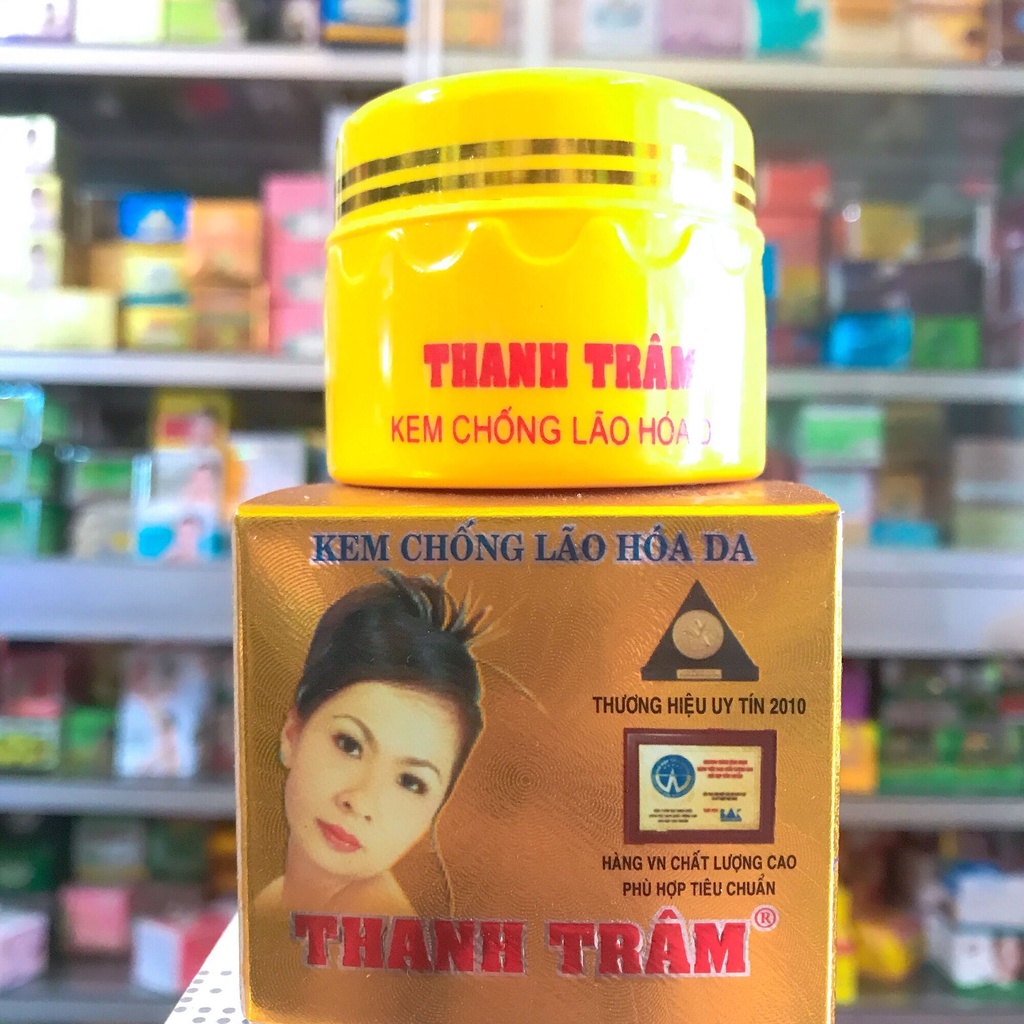 THANH TRÂM
KEM CHỐNG LÃO HÓA
KEM CHỐNG LÃO HÓA DA
THƯƠNG HIỆU UY TÍN 2010
HÀNG VN CHẤT LƯỢNG CAO
PHÙ HỢP TIÊU CHUẨN
THANH TRÂM®